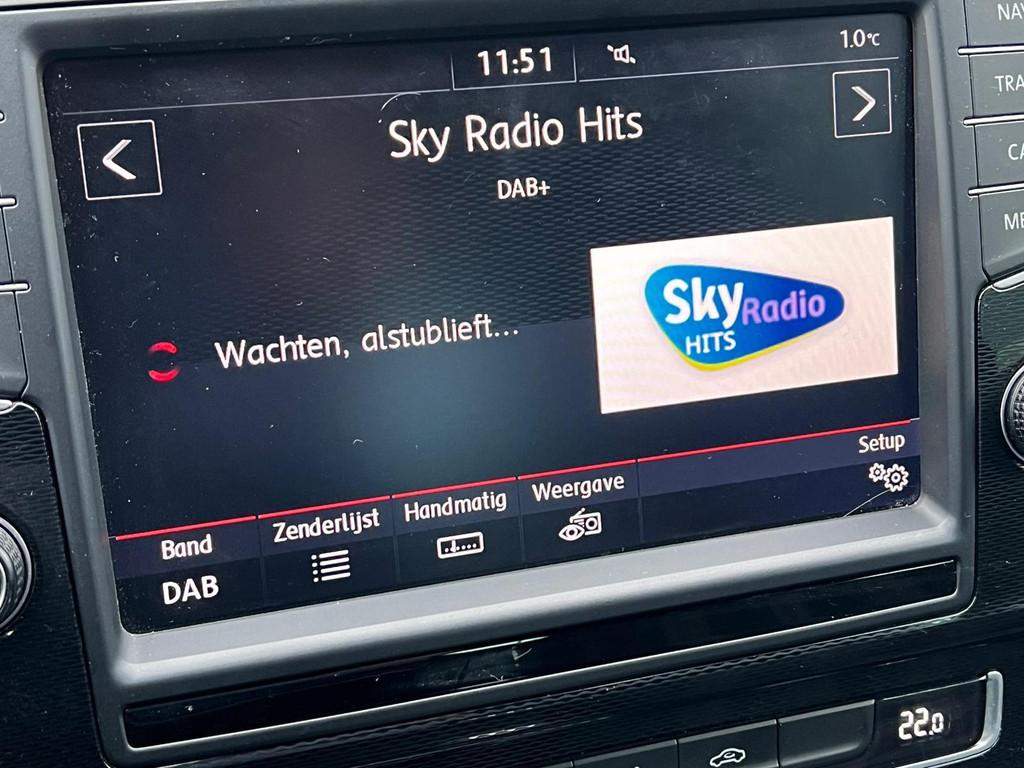 11:51
1.0°C
Sky Radio Hits
DAB+
Wachten, alstublieft...
Sky Radio
HITS
Setup
Band
Zenderlijst
Handmatig
Weergave
DAB
22.0